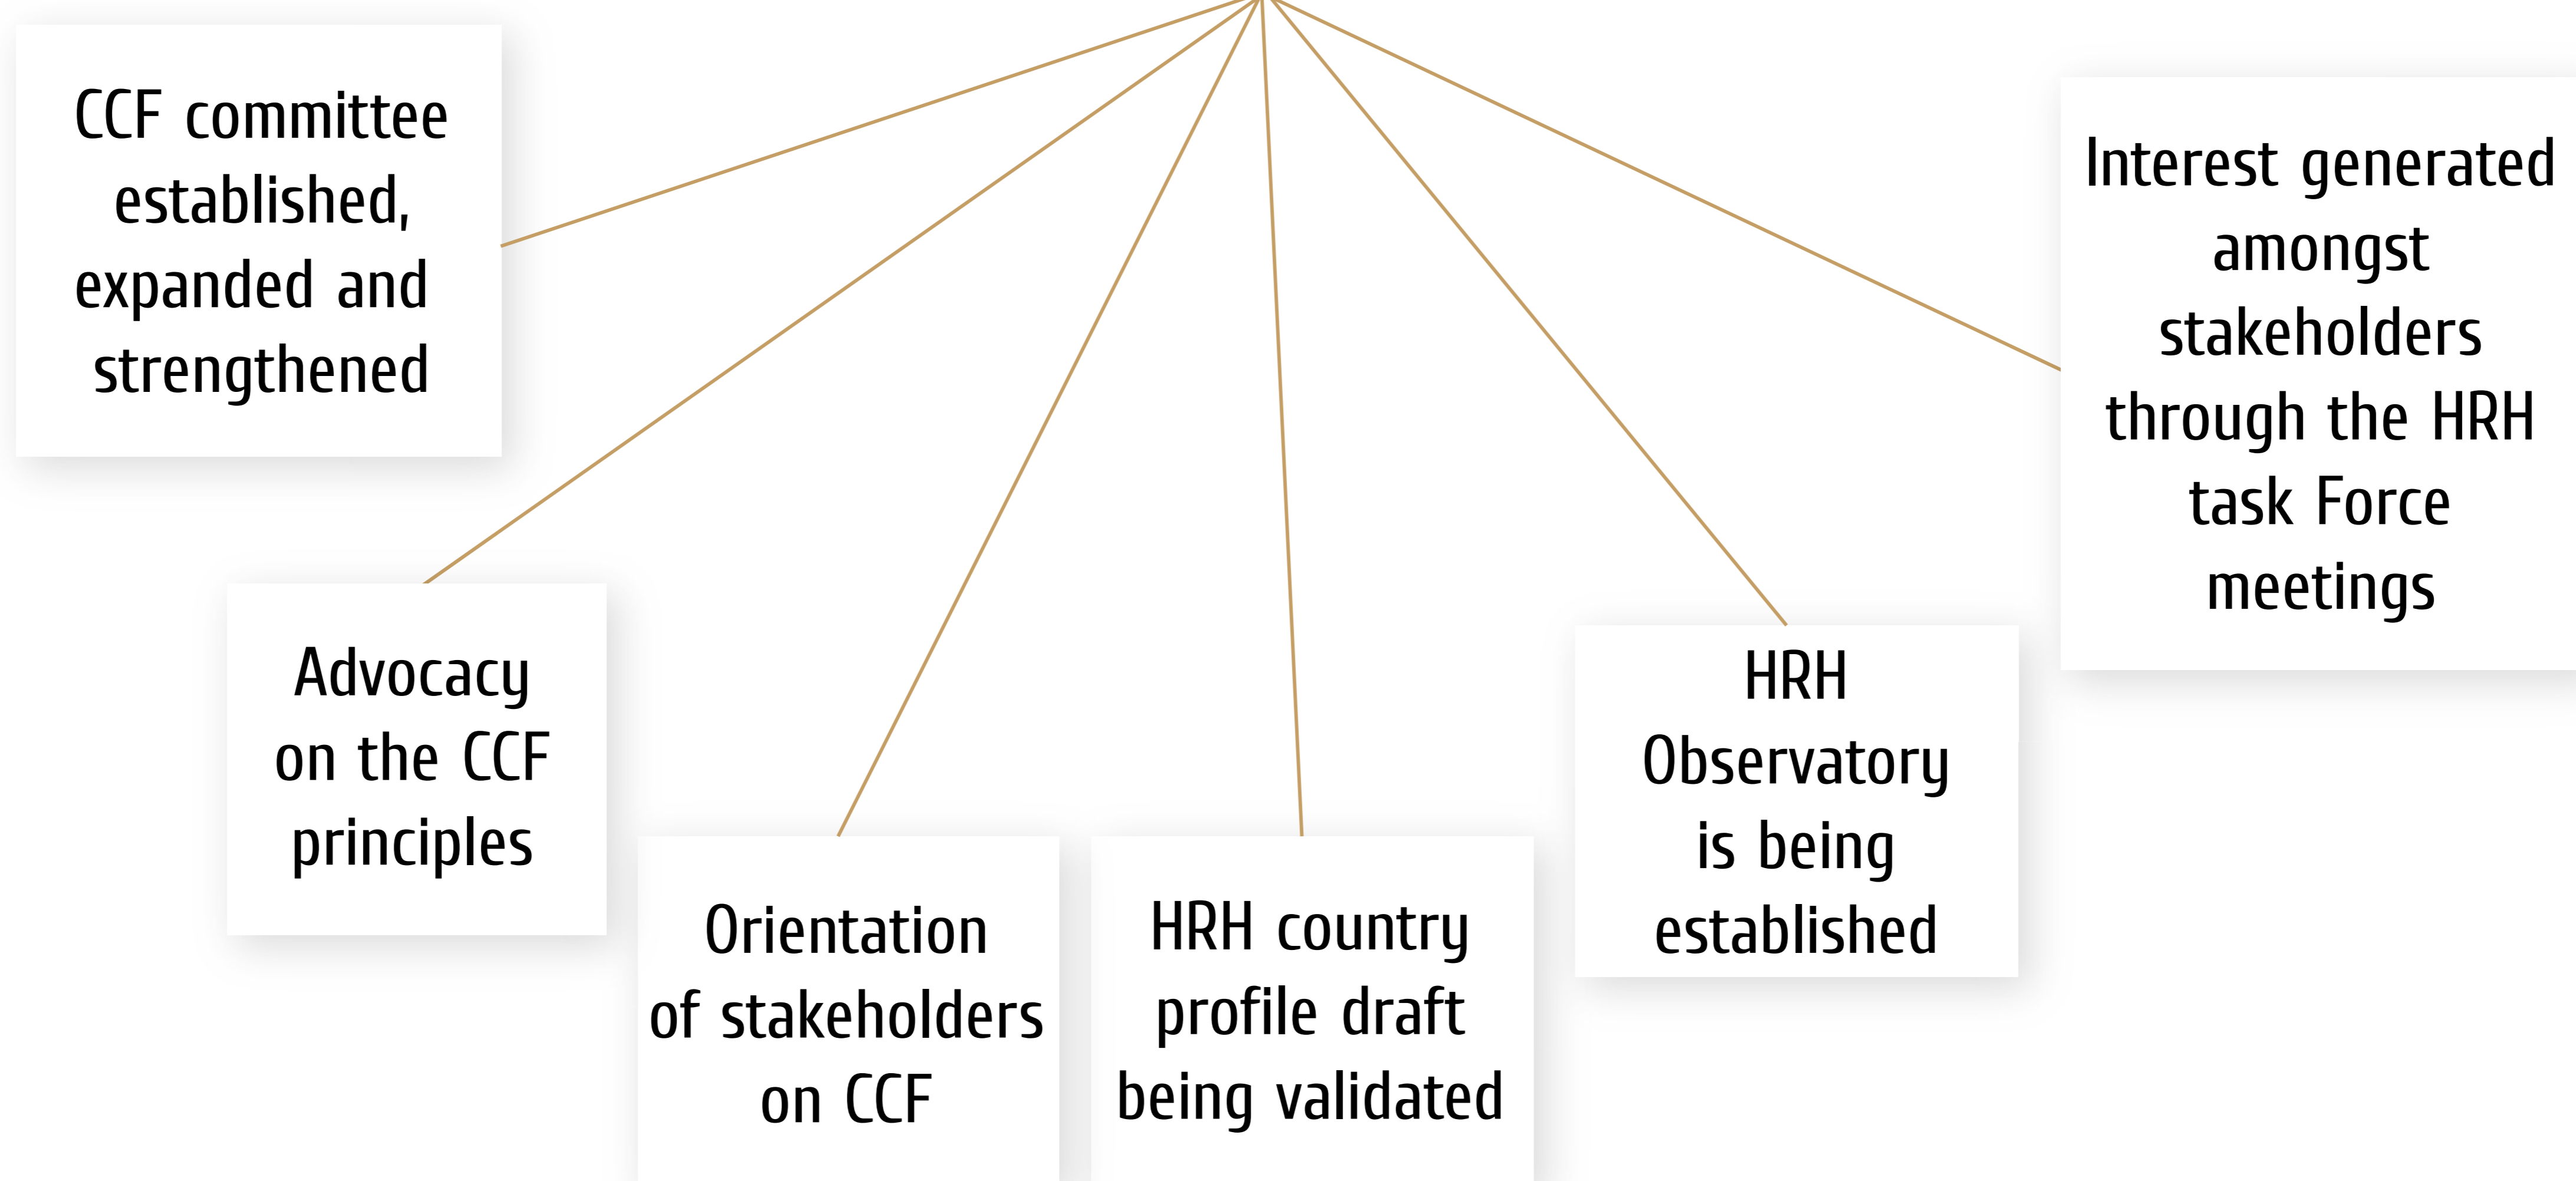 CCF committee
established,
expanded and
strengthened
Advocacy
on the CCF
principles
Orientation
of stakeholders
on CCF
HRH country
profile draft
being validated
HRH
Observatory
is being
established
Interest generated
amongst
stakeholders
through the HRH
task Force
meetings